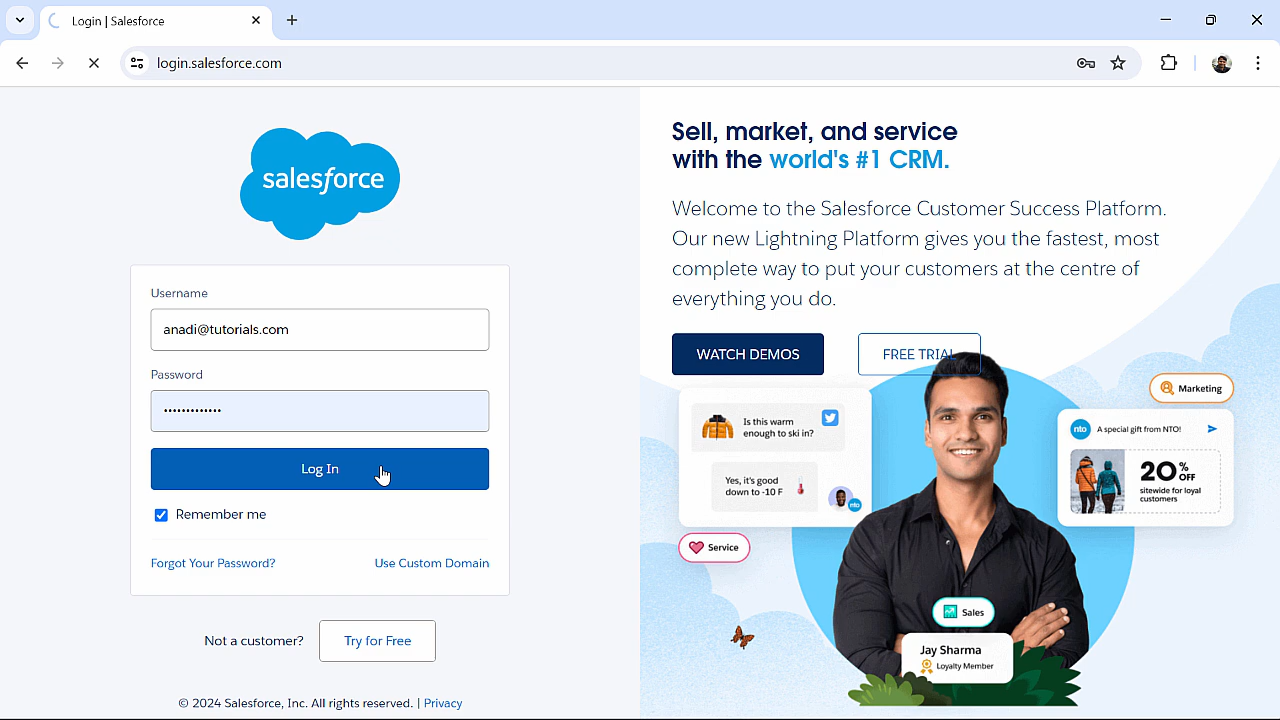 Login | Salesforce
login.salesforce.com
salesforce
Username
anadi@tutorials.com
Password
•••••••••••••
Log In
Remember me
Forgot Your Password?
Use Custom Domain
Not a customer?
Try for Free
© 2024 Salesforce, Inc. All rights reserved. | Privacy
Sell, market, and service
with the world's #1 CRM.
Welcome to the Salesforce Customer Success Platform.
Our new Lightning Platform gives you the fastest, most
complete way to put your customers at the centre of
everything you do.
WATCH DEMOS
FREE TRIAL
Is this warm
enough to ski in?
Yes, it's good
down to -10 F
nto
Service
Marketing
nto
A special gift from NTO!
20% OFF
sitewide for loyal
customers
Sales
Jay Sharma
Loyalty Member